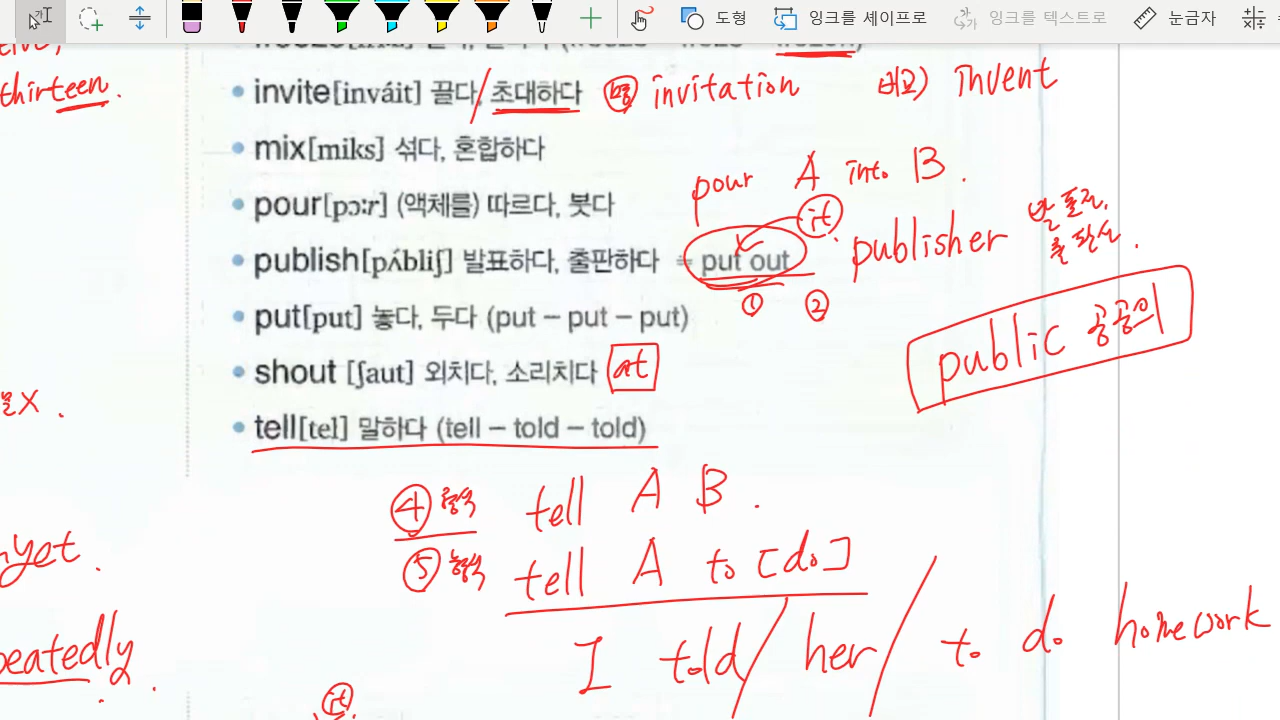 도형 잉크를 셰이프로 잉크를 텍스트로 눈금자
thirteen.
• invite[inváit] 끌다, 초대하다 명 invitation 비교) invent
• mix[miks] 섞다, 혼합하다
pour A into B.
• pour[pɔːr] (액체를) 따르다, 붓다
it
• publish[pʌ́bliʃ] 발표하다, 출판하다 = put out publisher
출판사.
① ②
• put[put] 놓다, 두다 (put – put – put)
public 공공의
• shout [ʃaut] 외치다, 소리치다 at
• tell[tel] 말하다 (tell – told – told)
④ 형식 tell A B.
⑤ 형식 tell A to [do]
I told / her / to do homework
peatedly.
it